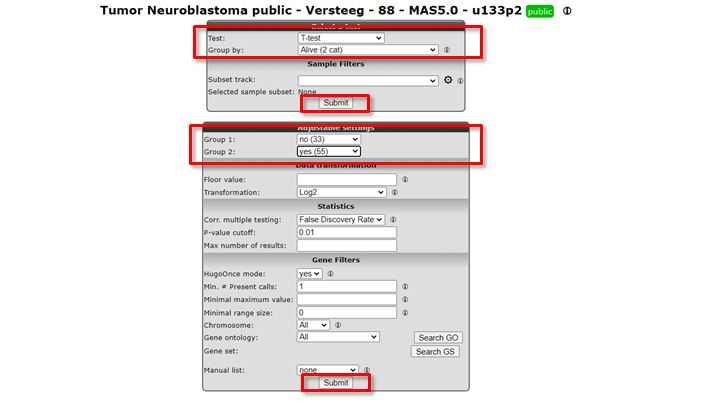 Tumor Neuroblastoma public - Versteeg - 88 - MAS5.0 - u133p2 public
Test: T-test
Group by: Alive (2 cat)
Sample Filters
Subset track:
Selected sample subset: None
Submit
Adjustable settings
Group 1: no (33)
Group 2: yes (55)
Data transformation
Floor value:
Transformation: Log2
Statistics
Corr. multiple testing: False Discovery Rate
P-value cutoff: 0.01
Max number of results:
Gene Filters
HugoOnce mode: yes
Min. # Present calls: 1
Minimal maximum value:
Minimal range size: 0
Chromosome: All
Gene ontology: All Search GO
Gene set: Search GS
Manual list: none
Submit